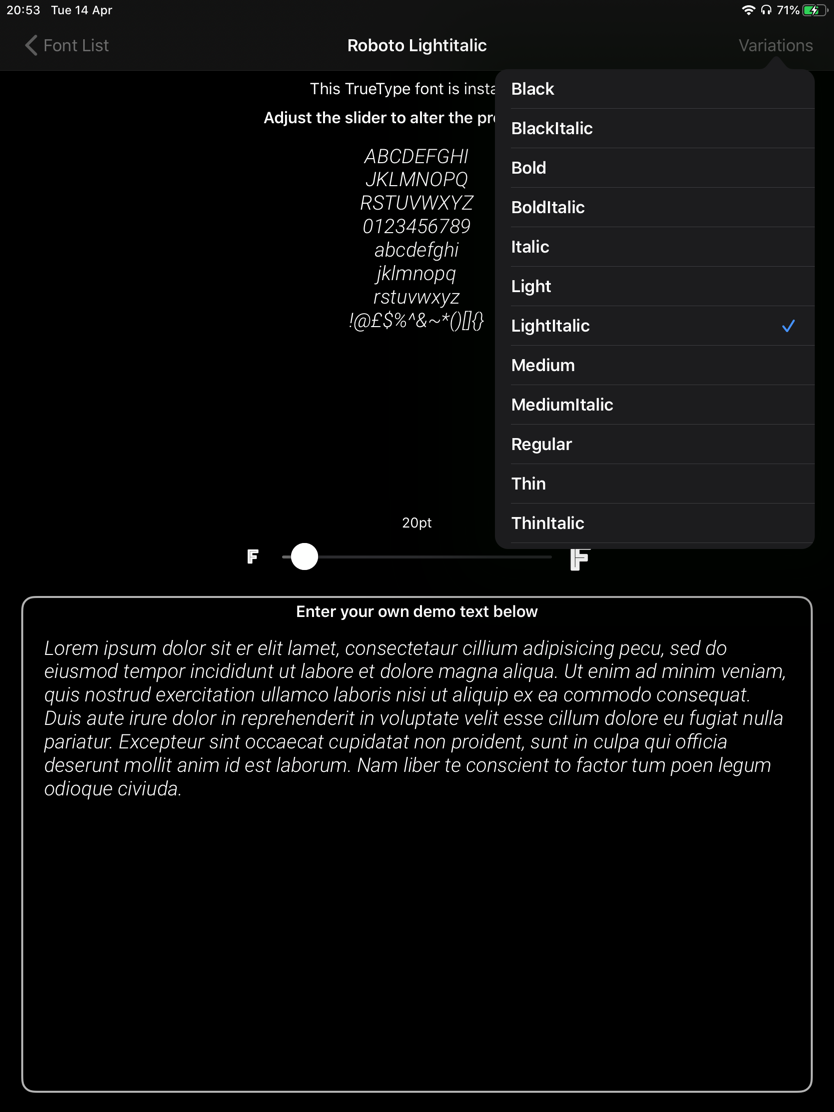 20:53 Tue 14 Apr 71%
Font List
Roboto Lightitalic
Variations
This TrueType font is insta
Adjust the slider to alter the pr
ABCDEFGHI
JKLMNOPQ
RSTUVWXYZ
0123456789
abcdefghi
jklmnopq
rstuvwxyz
!@£$%^&~*()[]{}
Black
BlackItalic
Bold
BoldItalic
Italic
Light
LightItalic
Medium
MediumItalic
Regular
Thin
ThinItalic
20pt
F F
Enter your own demo text below
Lorem ipsum dolor sit er elit lamet, consectetaur cillium adipisicing pecu, sed do
eiusmod tempor incididunt ut labore et dolore magna aliqua. Ut enim ad minim veniam,
quis nostrud exercitation ullamco laboris nisi ut aliquip ex ea commodo consequat.
Duis aute irure dolor in reprehenderit in voluptate velit esse cillum dolore eu fugiat nulla
pariatur. Excepteur sint occaecat cupidatat non proident, sunt in culpa qui officia
deserunt mollit anim id est laborum. Nam liber te conscient to factor tum poen legum
odioque civiuda.